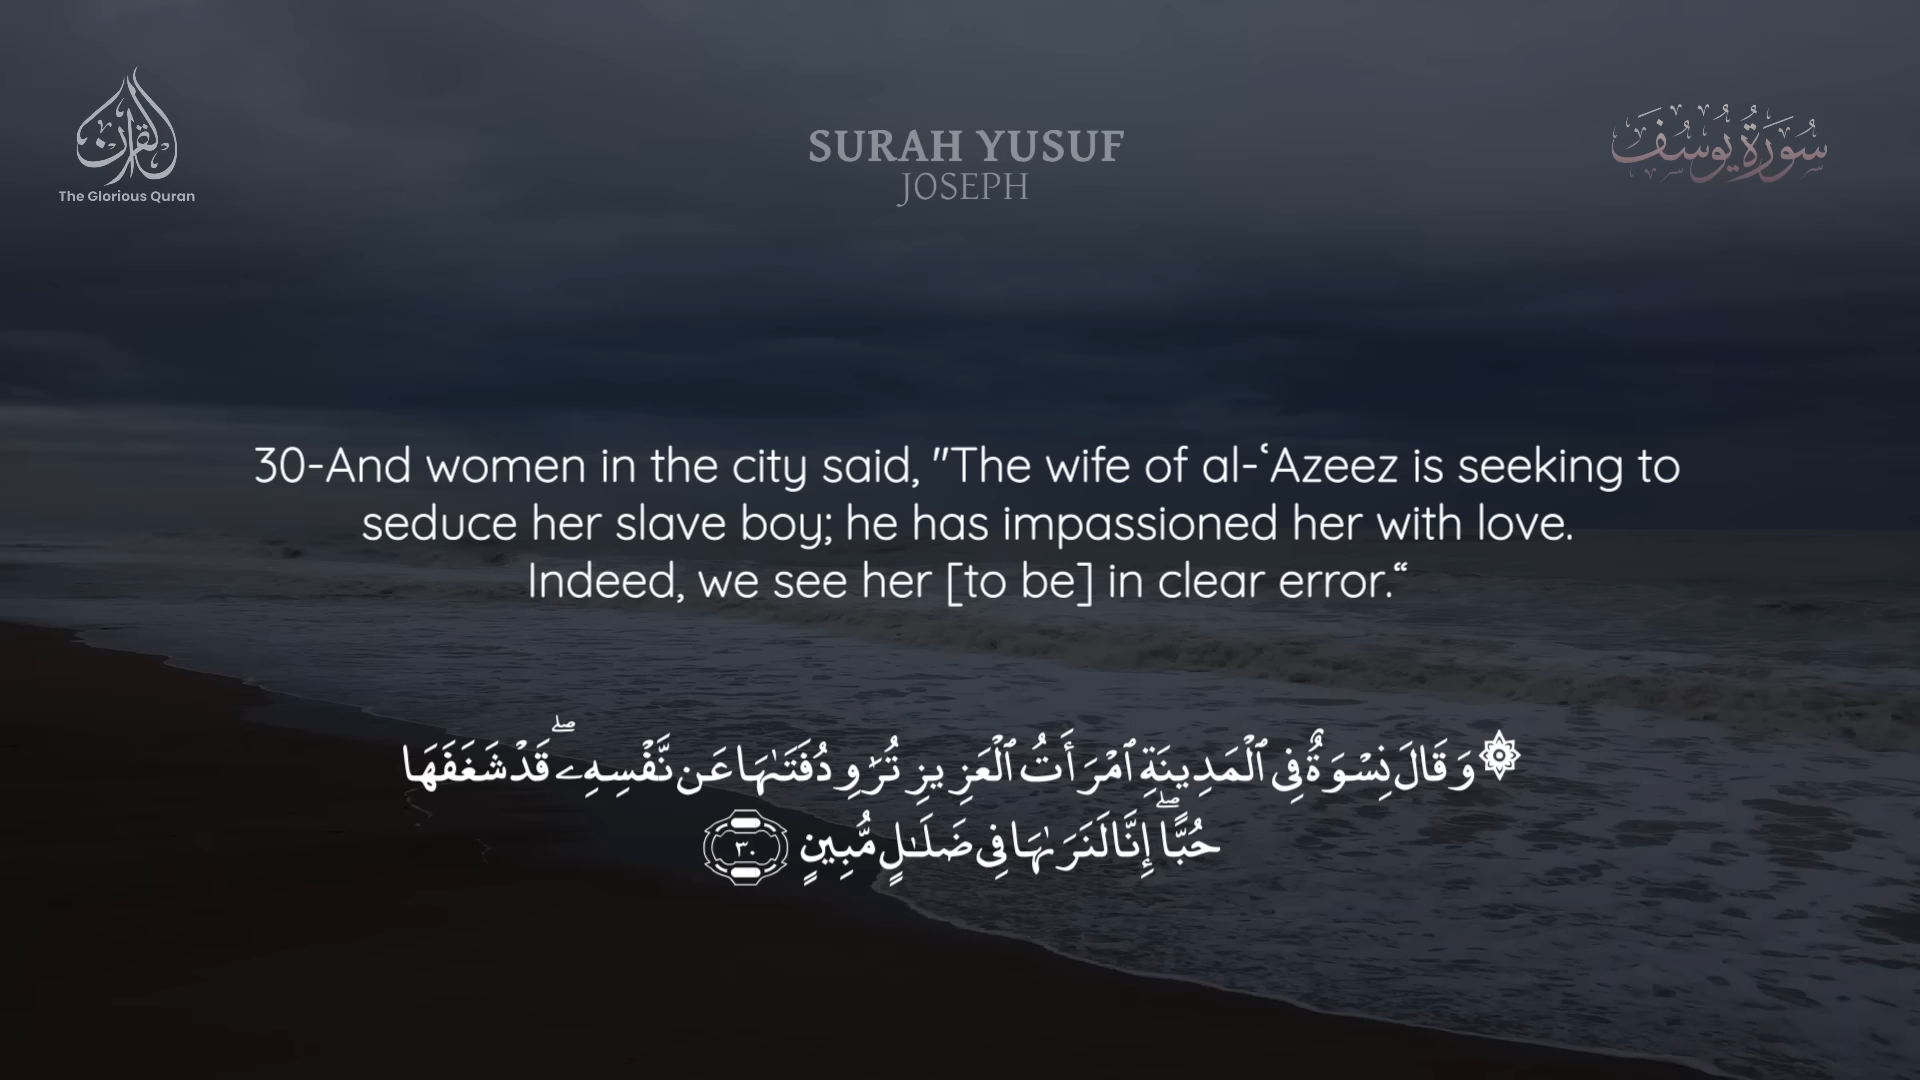 القرآن
The Glorious Quran
SURAH YUSUF
JOSEPH
سُورَةُ يُوسُفَ
30-And women in the city said, "The wife of al-ʿAzeez is seeking to
seduce her slave boy; he has impassioned her with love.
Indeed, we see her [to be] in clear error.“
۞ وَقَالَ نِسْوَةٌ فِى ٱلْمَدِينَةِ ٱمْرَأَتُ ٱلْعَزِيزِ تُرَٰوِدُ فَتَىٰهَا عَن نَّفْسِهِۦ ۖ قَدْ شَغَفَهَا
حُبًّا ۖ إِنَّا لَنَرَىٰهَا فِى ضَلَـٰلٍ مُّبِينٍ ٣٠